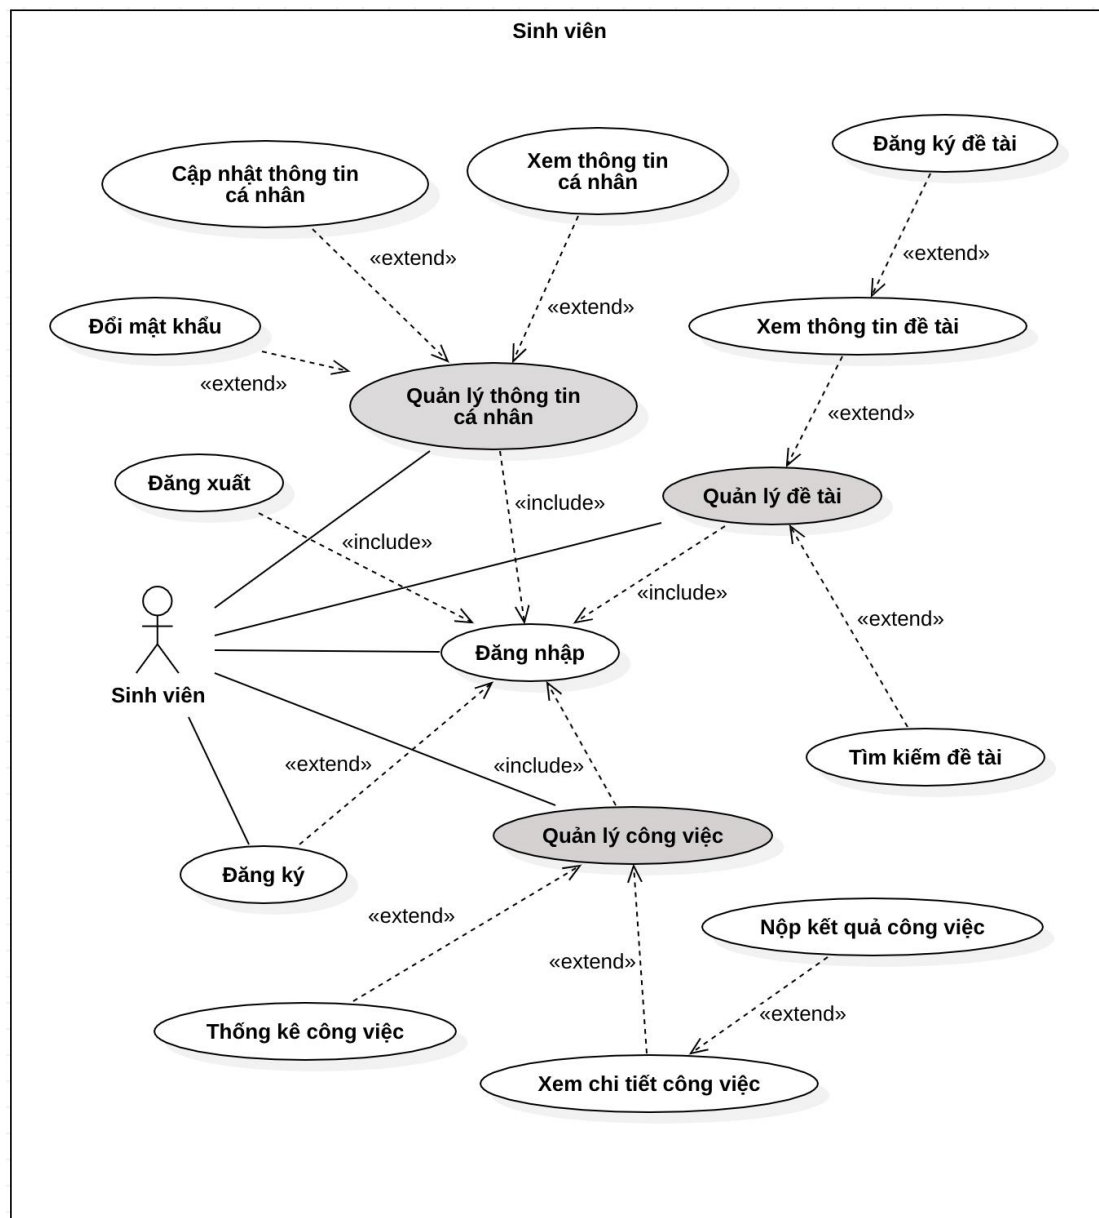 Sinh viên
Đăng ký đề tài
Cập nhật thông tin
cá nhân
Xem thông tin
cá nhân
«extend»
«extend»
«extend»
Đổi mật khẩu
Xem thông tin đề tài
«extend»
Quản lý thông tin
cá nhân
«extend»
Đăng xuất
Quản lý đề tài
«include»
«include»
«include»
«extend»
Đăng nhập
Sinh viên
«extend»
«include»
Tìm kiếm đề tài
Quản lý công việc
Đăng ký
«extend»
Nộp kết quả công việc
«extend»
«extend»
Thống kê công việc
Xem chi tiết công việc